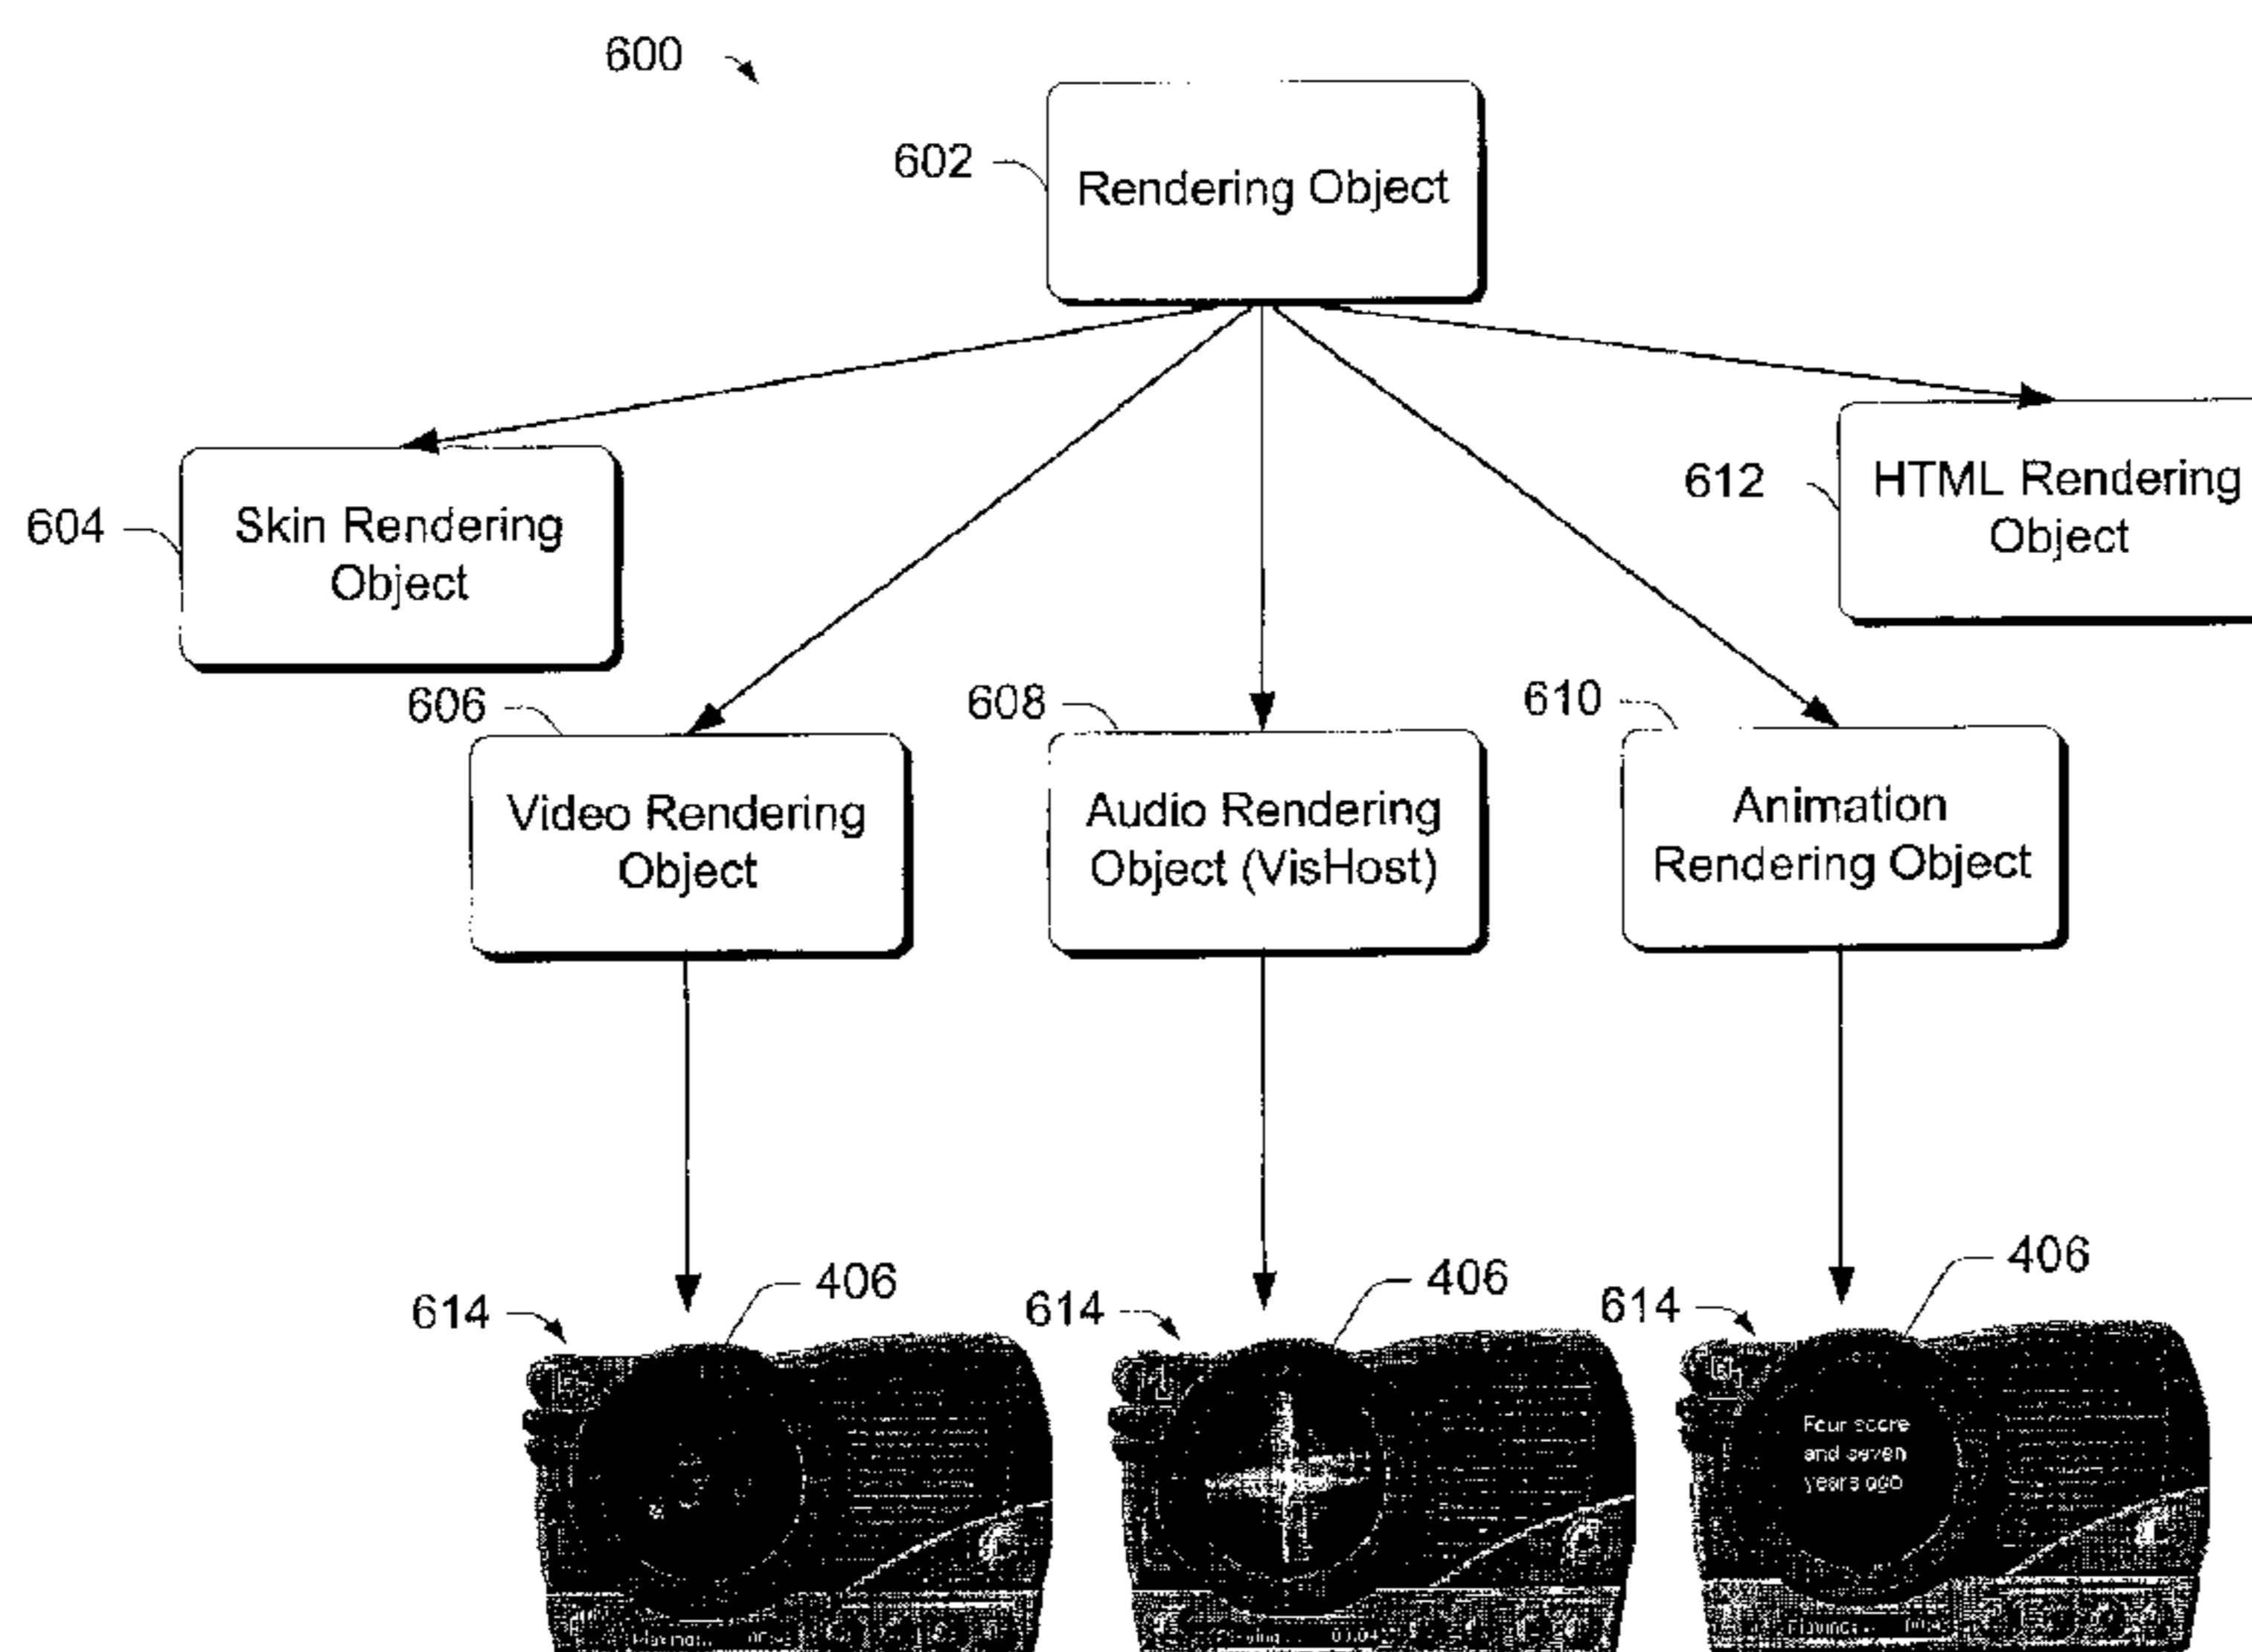 600
602
Rendering Object
604
Skin Rendering
Object
612
HTML Rendering
Object
606
Video Rendering
Object
608
Audio Rendering
Object (VisHost)
610
Animation
Rendering Object
614
406
614
406
614
406
Four score
and seven
years ago